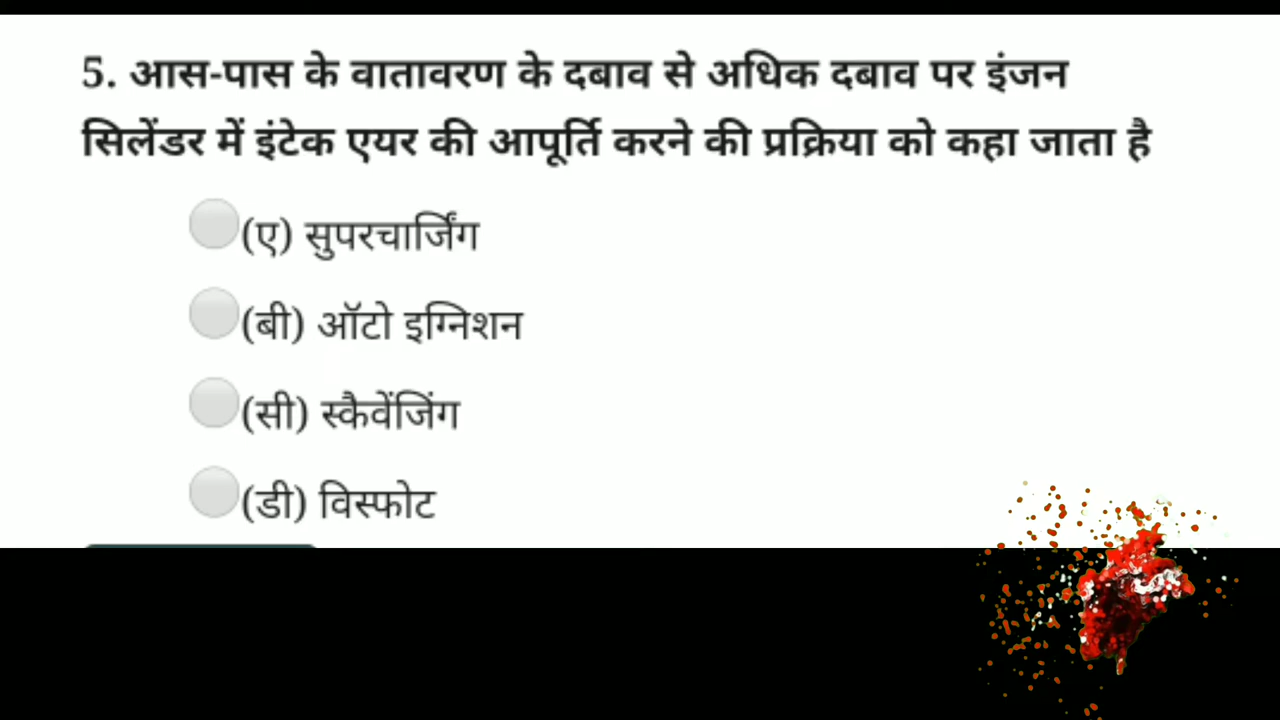 5. आस-पास के वातावरण के दबाव से अधिक दबाव पर इंजन
सिलेंडर में इंटेक एयर की आपूर्ति करने की प्रक्रिया को कहा जाता है
(ए) सुपरचार्जिंग
(बी) ऑटो इग्निशन
(सी) स्कैवेंजिंग
(डी) विस्फोट